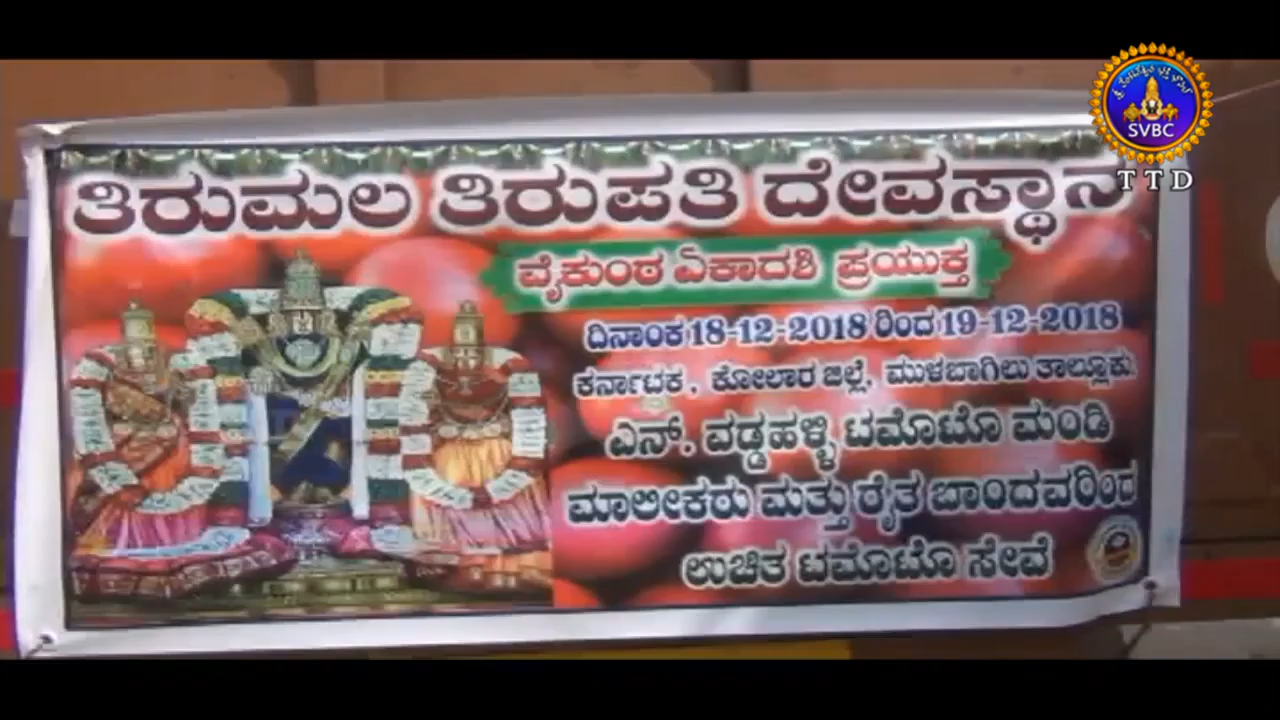 ತಿರುಮಲ ತಿರುಪತಿ ದೇವಸ್ಥಾನ
ವೈಕುಂಠ ಏಕಾದಶಿ ಪ್ರಯುಕ್ತ
ದಿನಾಂಕ 18-12-2018 ರಿಂದ 19-12-2018
ಕರ್ನಾಟಕ, ಕೋಲಾರ ಜಿಲ್ಲೆ, ಮುಳಬಾಗಿಲು ತಾಲ್ಲೂಕು.
ಎನ್. ವಡ್ಡಹಳ್ಳಿ ಟಮೋಟೊ ಮಂಡಿ
ಮಾಲೀಕರು ಮತ್ತು ರೈತ ಬಾಂದವರಿಂದ
ಉಚಿತ ಟಮೋಟೊ ಸೇವೆ
SVBC
TTD